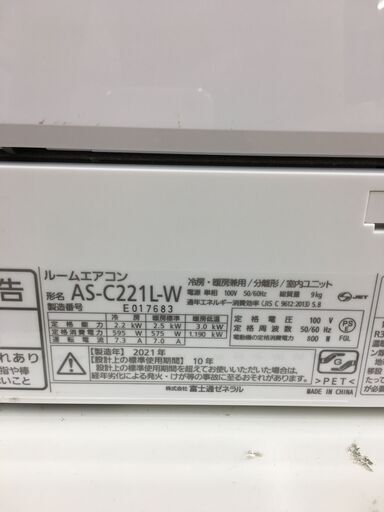 告
れあり
指や棒
いこと
ルームエアコン
形名 AS-C221L-W
製造番号 E017683
冷房・暖房兼用/分離形/室内ユニット
電源 単相 100V 50/60Hz 総質量 9kg
通年エネルギー消費効率(JIS C 9612:2013) 5.8
JET
冷房 暖房標準 暖房低温
定格能力 2.2 kW 2.5 kW 3.0 kW
定格消費電力 595 W 575 W 1,190 kW
運転電流 7.3 A 7.0 A
定格電圧 100 V
定格周波数 50/60 Hz
電動機の定格消費電力 800 W
PS E
FGL
【製造年】2021年
【設計上の標準使用期間】 10年
設計上の標準使用期間を超えてお使いいただいた場合は、
経年劣化による発火・けが等の事故に至るおそれがあります。
>PET<
株式会社 富士通ゼネラル
MADE IN CHINA